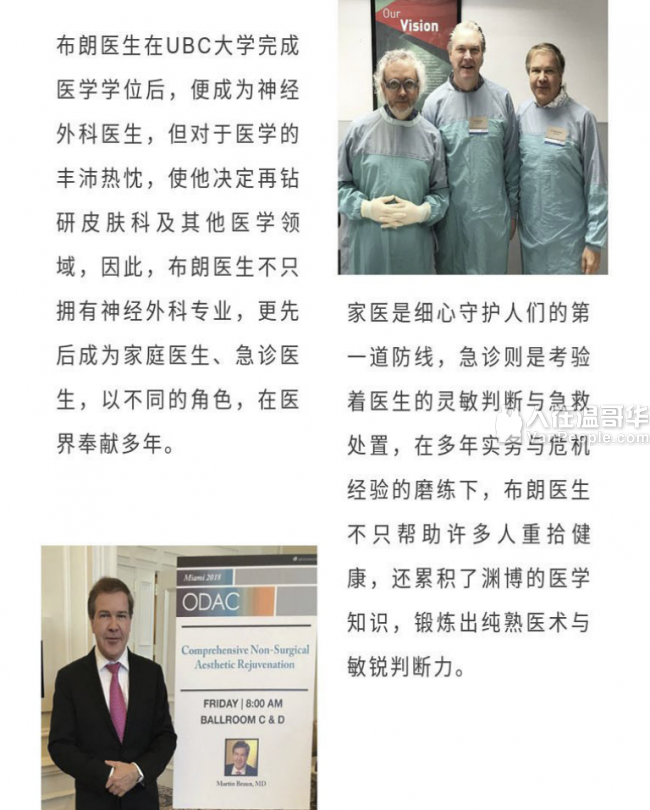 布朗医生在UBC大学完成
医学学位后，便成为神经
外科医生，但对于医学的
丰沛热忱，使他决定再钻
研皮肤科及其他医学领
域，因此，布朗医生不只
拥有神经外科专业，更先
后成为家庭医生、急诊医
生，以不同的角色，在医
界奉献多年。
Our
Vision
家医是细心守护人们的第
一道防线，急诊则是考验
着医生的灵敏判断与急救
处置，在多年实务与危机
经验的磨练下，布朗医生
不只帮助许多人重拾健
康，还累积了渊博的医学
知识，锻炼出纯熟医术与
敏锐判断力。
人在温哥华
VanPeople.com
Miami 2018
ODAC
Comprehensive Non-Surgical
Aesthetic Rejuvenation
FRIDAY | 8:00 AM
BALLROOM C & D
Martin Braun, MD